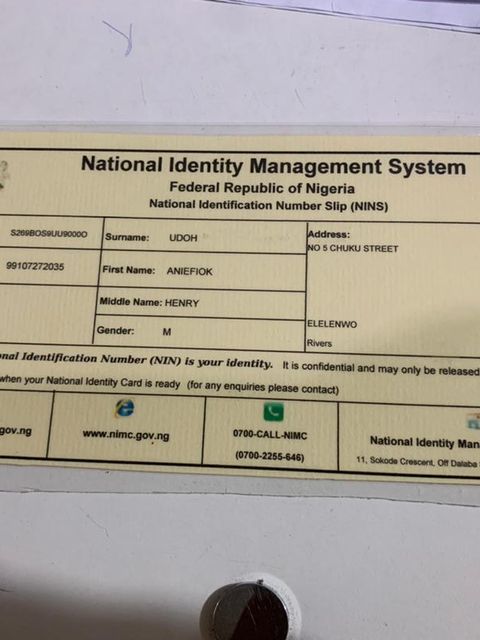 National Identity Management System
Federal Republic of Nigeria
National Identification Number Slip (NINS)
S269BOS9UU9000O
Surname: UDOH
Address:
NO 5 CHUKU STREET
99107272035
First Name: ANIEFIOK
Middle Name: HENRY
Gender: M
ELELENWO
Rivers
nal Identification Number (NIN) is your identity. It is confidential and may only be released
when your National Identity Card is ready (for any enquiries please contact)
gov.ng
www.nimc.gov.ng
0700-CALL-NIMC
(0700-2255-646)
National Identity Man
11, Sokode Crescent, Off Dalaba